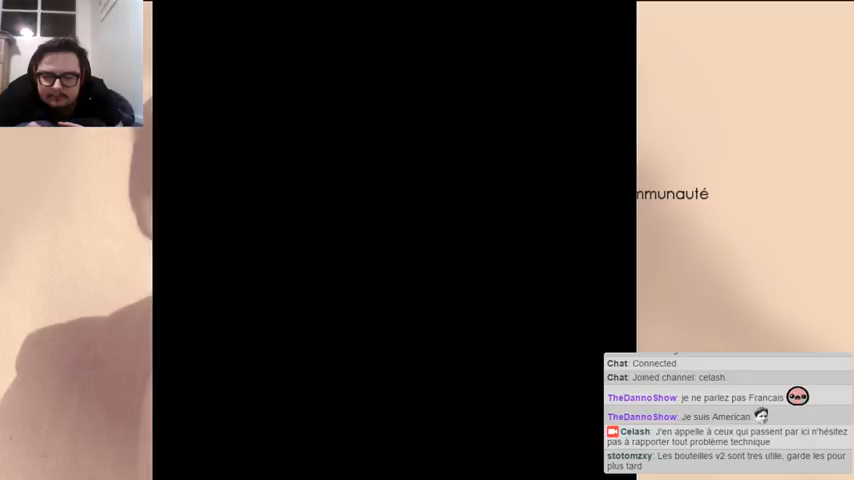 mmunauté
Chat: Connected.
Chat: Joined channel: celash.
TheDannoShow: je ne parlez pas Francais
TheDannoShow: Je suis American
Celash: J'en appelle à ceux qui passent par ici n'hésitez
pas à rapporter tout problème technique
stotomzxy: Les bouteilles v2 sont tres utile, garde les pour
plus tard